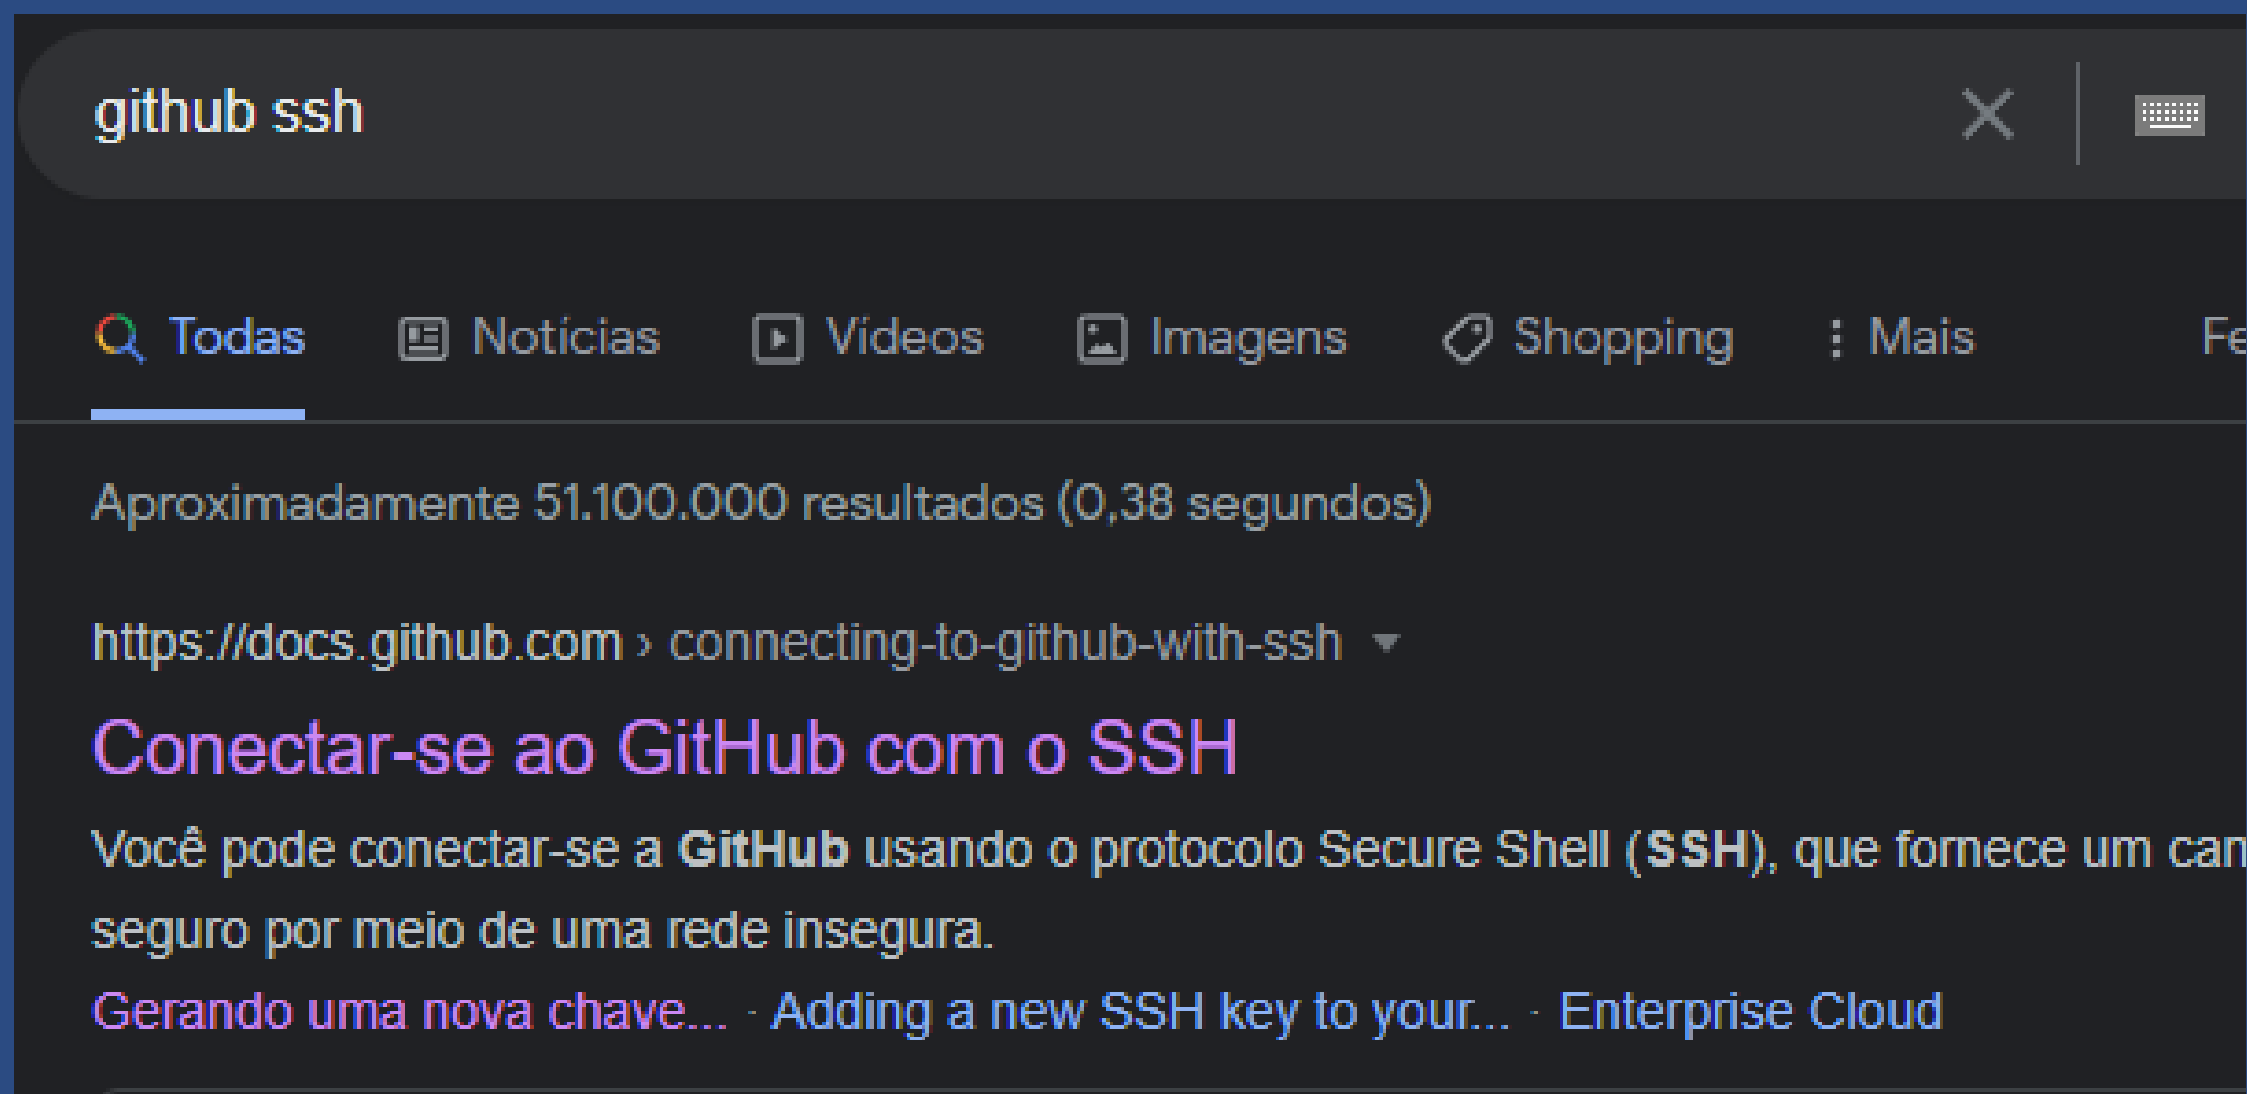 github ssh
Todas Notícias Vídeos Imagens Shopping Mais Fe
Aproximadamente 51.100.000 resultados (0,38 segundos)
https://docs.github.com › connecting-to-github-with-ssh
Conectar-se ao GitHub com o SSH
Você pode conectar-se a GitHub usando o protocolo Secure Shell (SSH), que fornece um can
seguro por meio de uma rede insegura.
Gerando uma nova chave... · Adding a new SSH key to your... · Enterprise Cloud